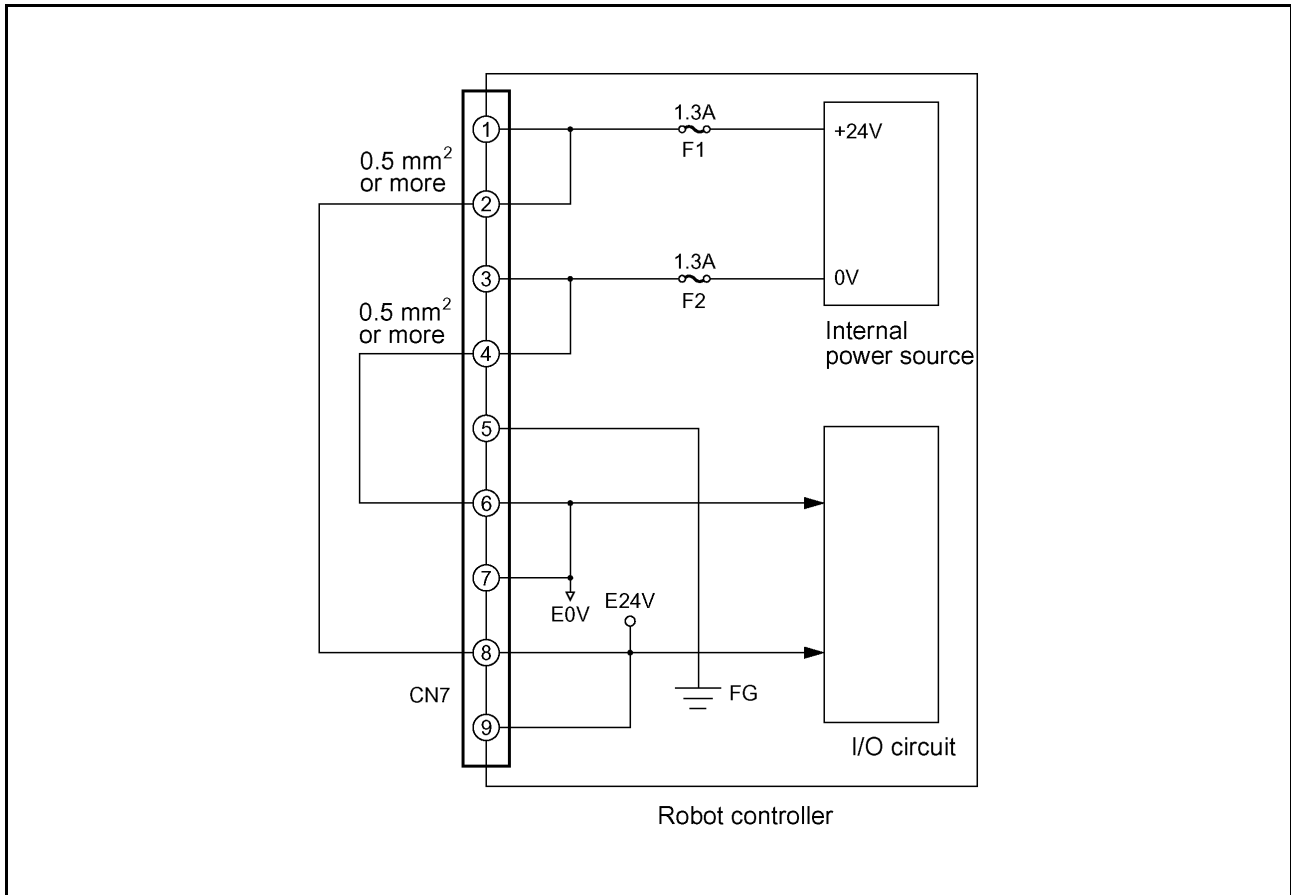 1.3A
F1
+24V
1
0.5 mm²
or more
2
1.3A
F2
0V
3
0.5 mm²
or more
4
Internal
power source
5
6
7
E0V
E24V
8
CN7
FG
9
I/O circuit
Robot controller